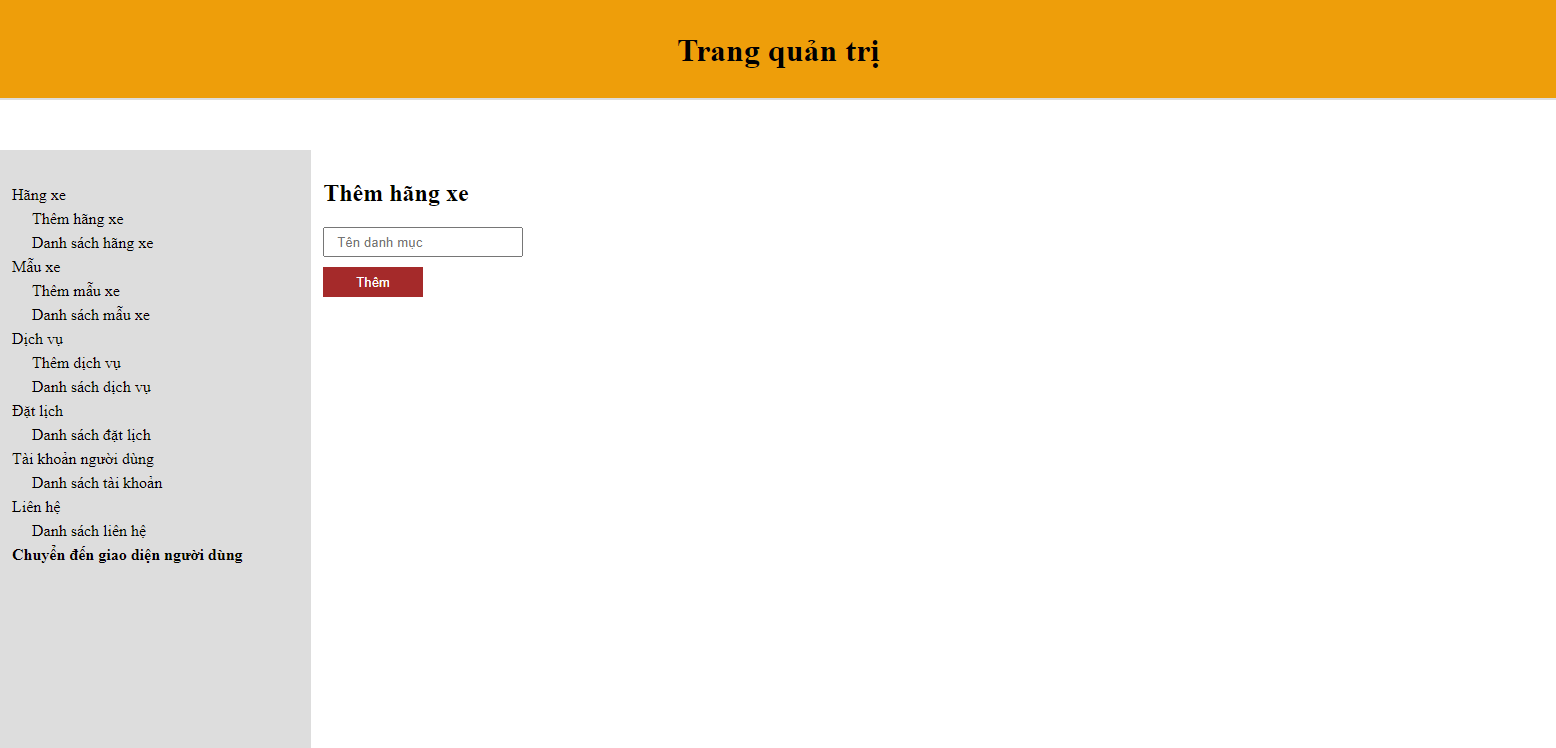 Trang quản trị
Hãng xe
Thêm hãng xe
Danh sách hãng xe
Mẫu xe
Thêm mẫu xe
Danh sách mẫu xe
Dịch vụ
Thêm dịch vụ
Danh sách dịch vụ
Đặt lịch
Danh sách đặt lịch
Tài khoản người dùng
Danh sách tài khoản
Liên hệ
Danh sách liên hệ
Chuyển đến giao diện người dùng
Thêm hãng xe
Tên danh mục
Thêm